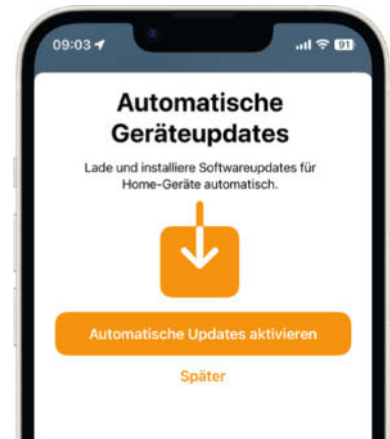 09:03
91
Automatische
Geräteupdates
Lade und installiere Softwareupdates für
Home-Geräte automatisch.
Automatische Updates aktivieren
Später